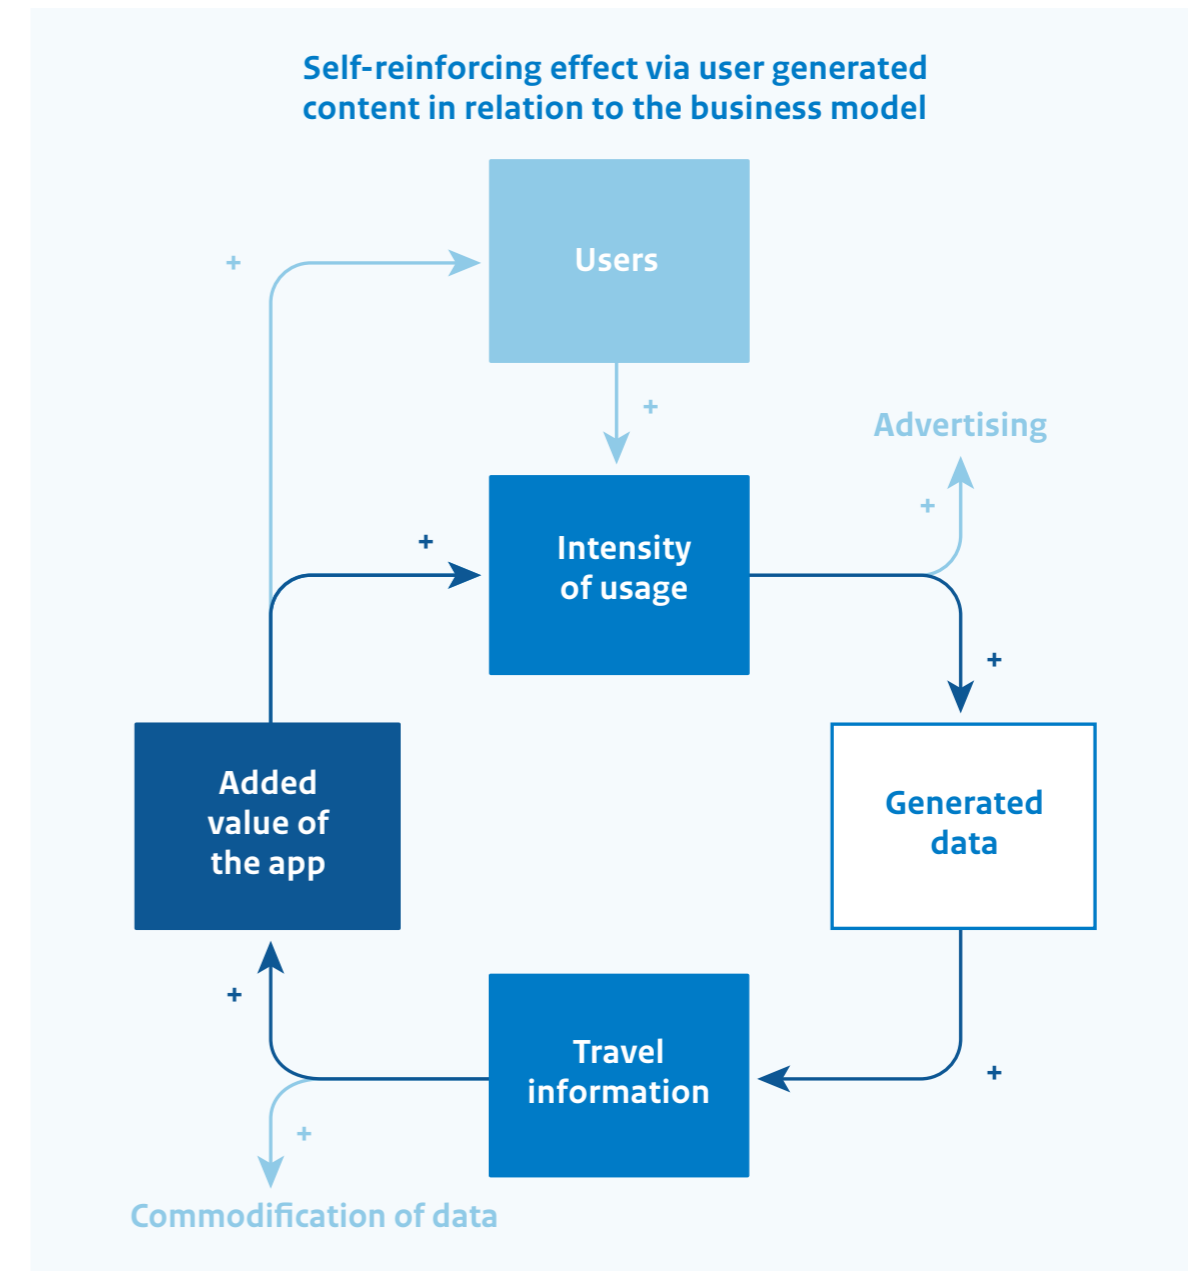 Self-reinforcing effect via user generated
content in relation to the business model
Users
+
+
Advertising
+
+
Intensity
of usage
+
Added
value of
the app
Generated
data
+
Travel
information
+
+
Commodification of data